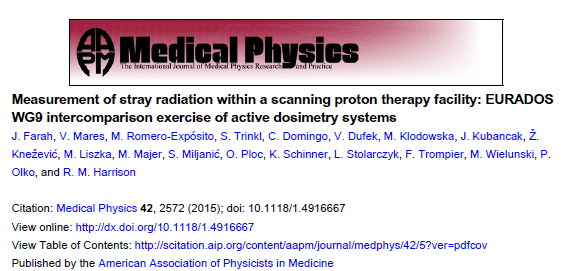 AAPM
Medical Physics
The International Journal of Medical Physics Research and Practice
Measurement of stray radiation within a scanning proton therapy facility: EURADOS
WG9 intercomparison exercise of active dosimetry systems
J. Farah, V. Mares, M. Romero-Expósito, S. Trinkl, C. Domingo, V. Dufek, M. Klodowska, J. Kubancak, Ž.
Knežević, M. Liszka, M. Majer, S. Miljanić, O. Ploc, K. Schinner, L. Stolarczyk, F. Trompier, M. Wielunski, P.
Olko, and R. M. Harrison
Citation: Medical Physics 42, 2572 (2015); doi: 10.1118/1.4916667
View online: http://dx.doi.org/10.1118/1.4916667
View Table of Contents: http://scitation.aip.org/content/aapm/journal/medphys/42/5?ver=pdfcov
Published by the American Association of Physicists in Medicine